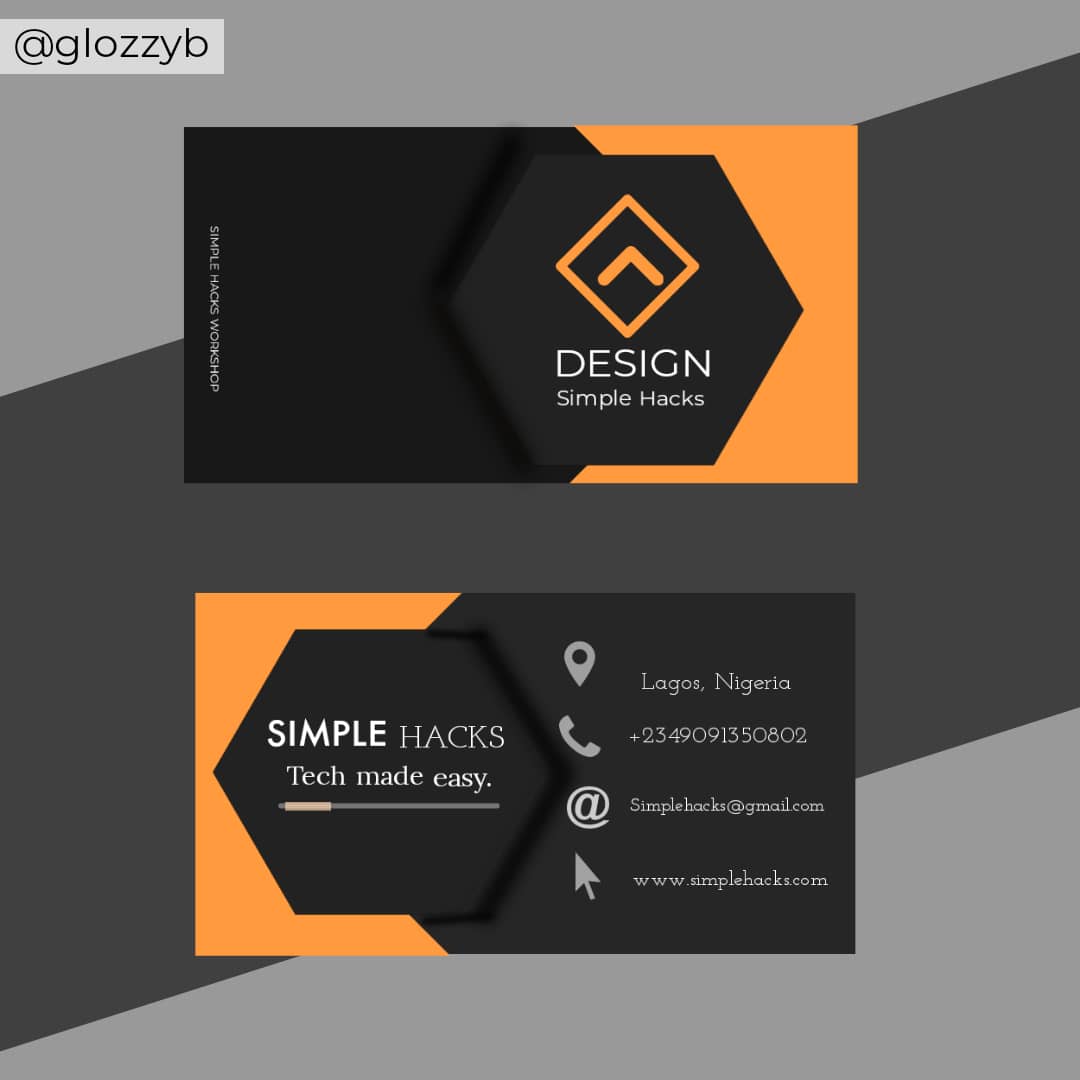 @glozzyb
SIMPLE HACKS WORKSHOP
DESIGN
Simple Hacks
SIMPLE HACKS
Tech made easy.
Lagos, Nigeria
+2349091350802
@ Simplehacks@gmail.com
www.simplehacks.com